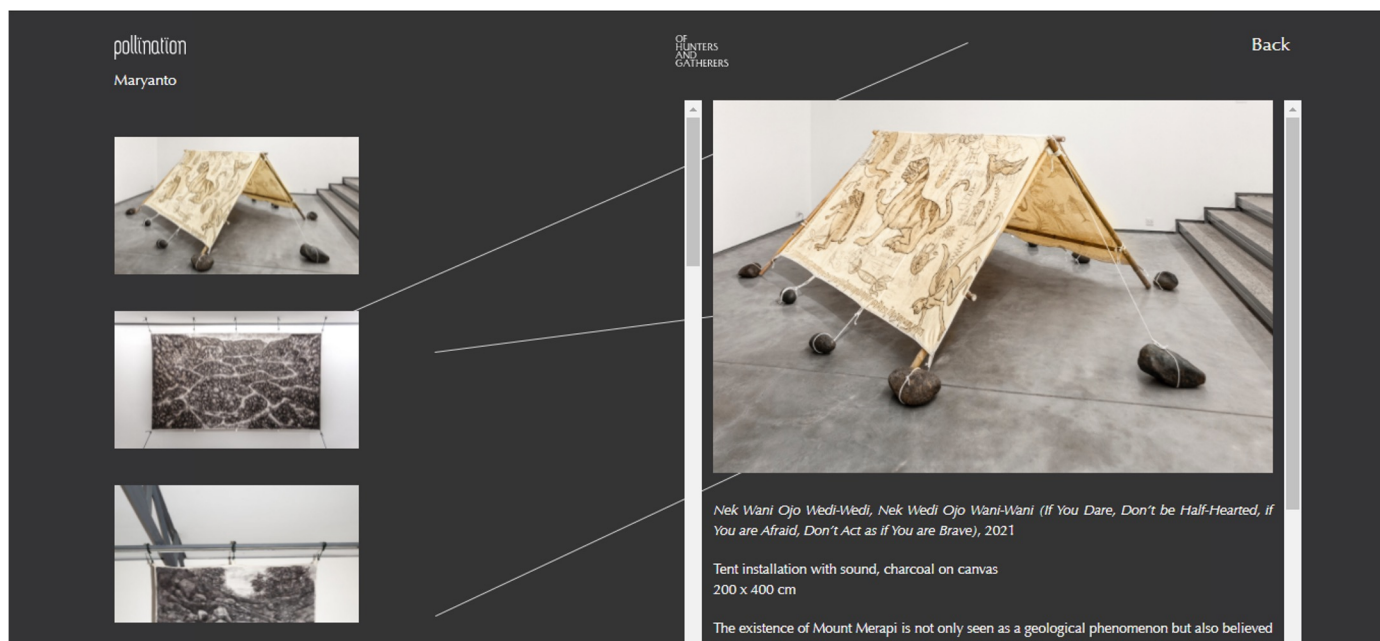 pollination
Maryanto
OF
HUNTERS
AND
GATHERERS
Back
Nek Wani Ojo Wedi-Wedi, Nek Wedi Ojo Wani-Wani (If You Dare, Don't be Half-Hearted, if
You are Afraid, Don't Act as if You are Brave), 2021
Tent installation with sound, charcoal on canvas
200 x 400 cm
The existence of Mount Merapi is not only seen as a geological phenomenon but also believed